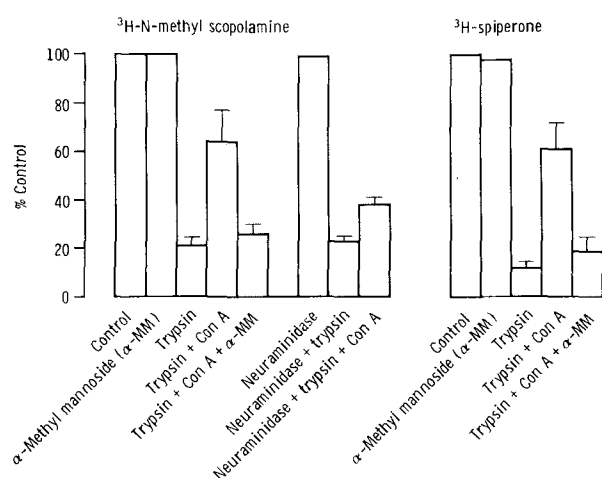 ³H-N-methyl scopolamine
³H-spiperone
% Control
100
80
60
40
20
0
Control
α-Methyl mannoside (α-MM)
Trypsin
Trypsin + Con A
Trypsin + Con A + α-MM
Neuraminidase
Neuraminidase + trypsin
Neuraminidase + trypsin + Con A
Control
α-Methyl mannoside (α-MM)
Trypsin
Trypsin + Con A
Trypsin + Con A + α-MM